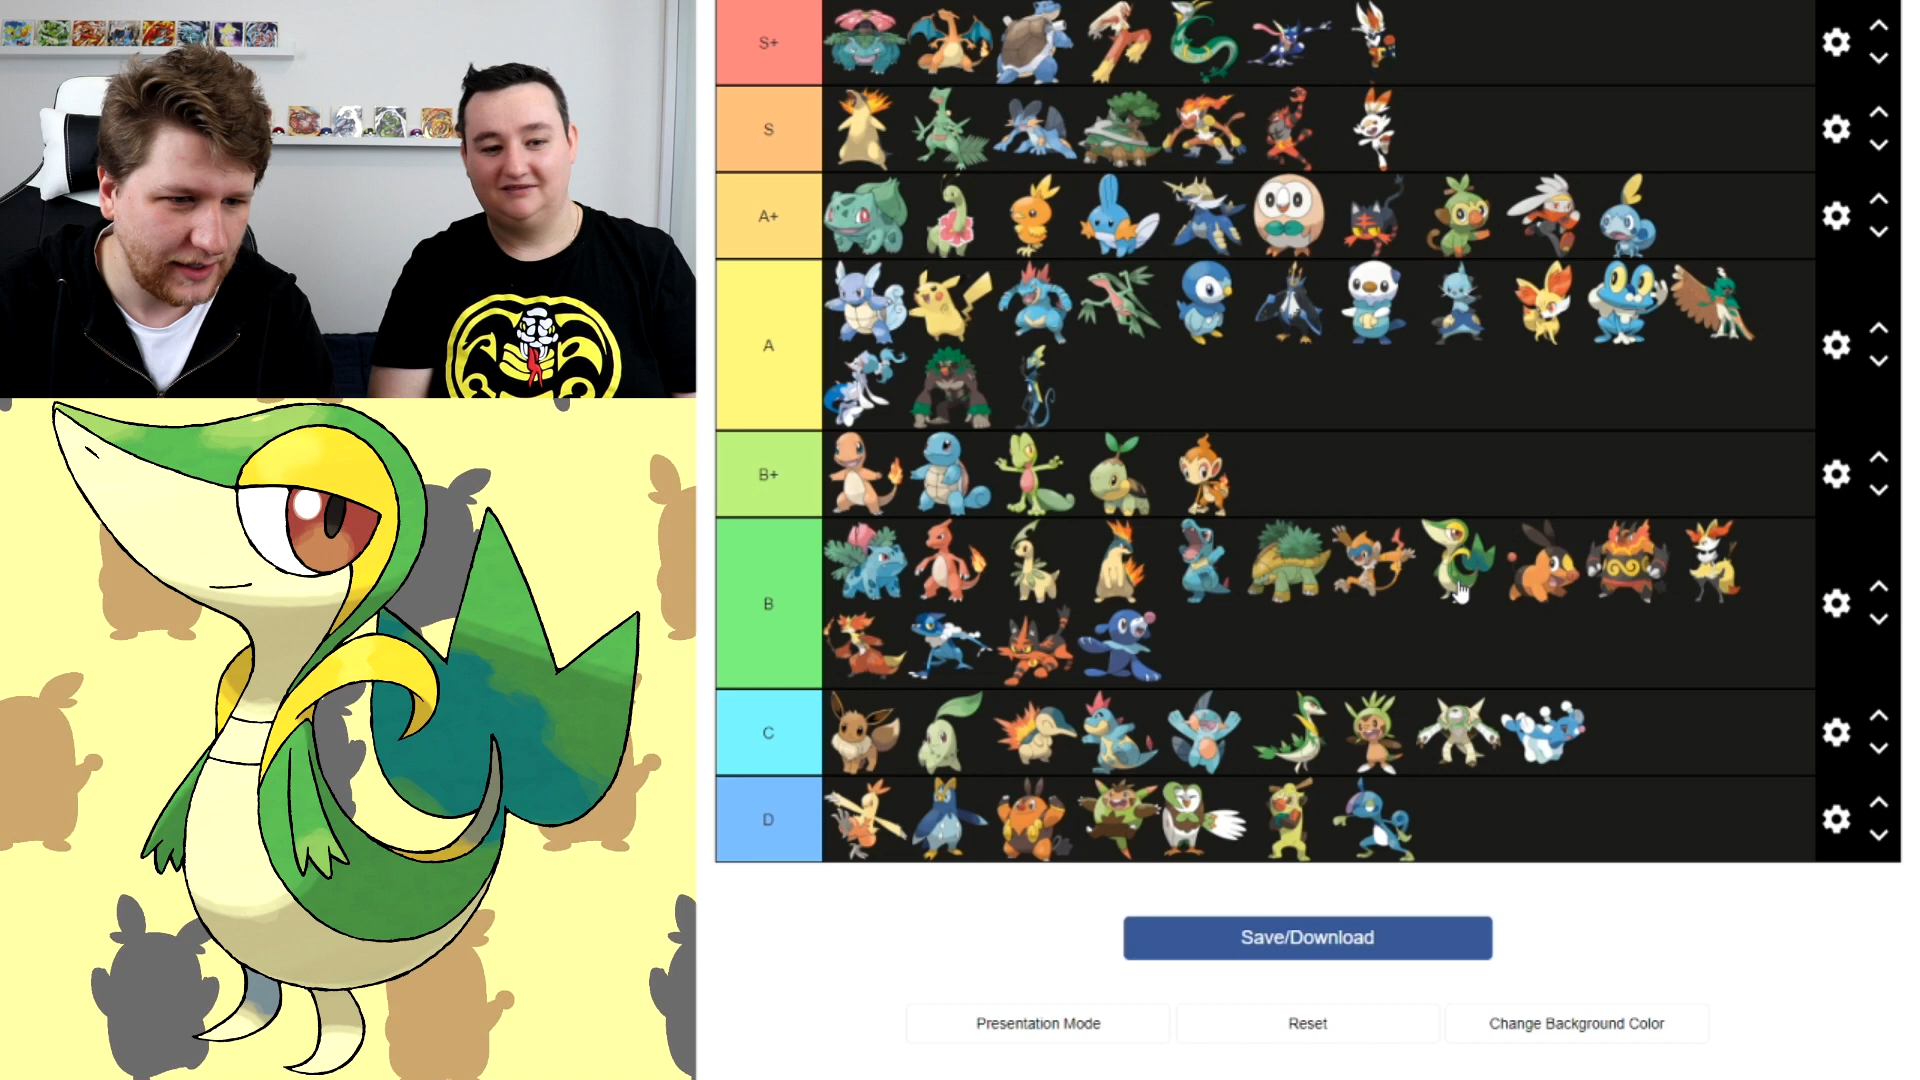 S+
S
A+
A
B+
B
C
D
Save/Download
Presentation Mode
Reset
Change Background Color